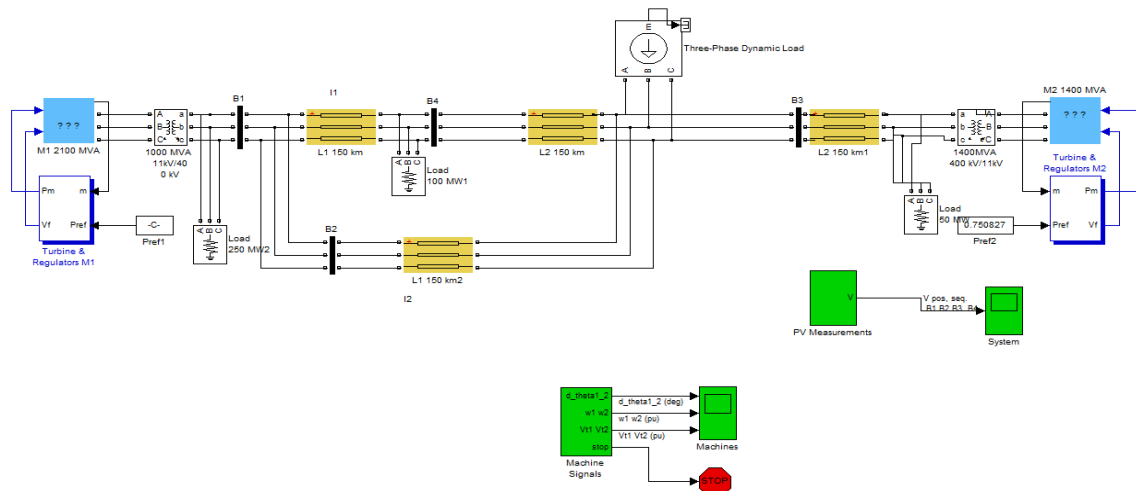 m
Three-Phase Dynamic Load
A
B
C
I1
B1
B4
B3
M2 1400 MVA
? ? ?
A
B
C
a
b
c
a
b
c
A
B
C
? ? ?
M1 2100 MVA
1000 MVA
11kV/40
0 kV
L1 150 km
L2 150 km
L2 150 km1
1400MVA
400 kV/11kV
Turbine &
Regulators M2
A
B
C
Load
100 MW1
Pm
m
Vf
Pref
-C-
Pref1
Turbine &
Regulators M1
A
B
C
Load
250 MW2
B2
L1 150 km2
I2
A
B
C
Load
50 MW
0.750827
Pref2
m
Pm
Pref
Vf
V
PV Measurements
V pos, seq.
B1 B2 B3 B4
System
d_theta1_2
w1 w2
Vt1 Vt2
stop
d_theta1_2 (deg)
w1 w2 (pu)
Vt1 Vt2 (pu)
Machines
Machine
Signals
STOP